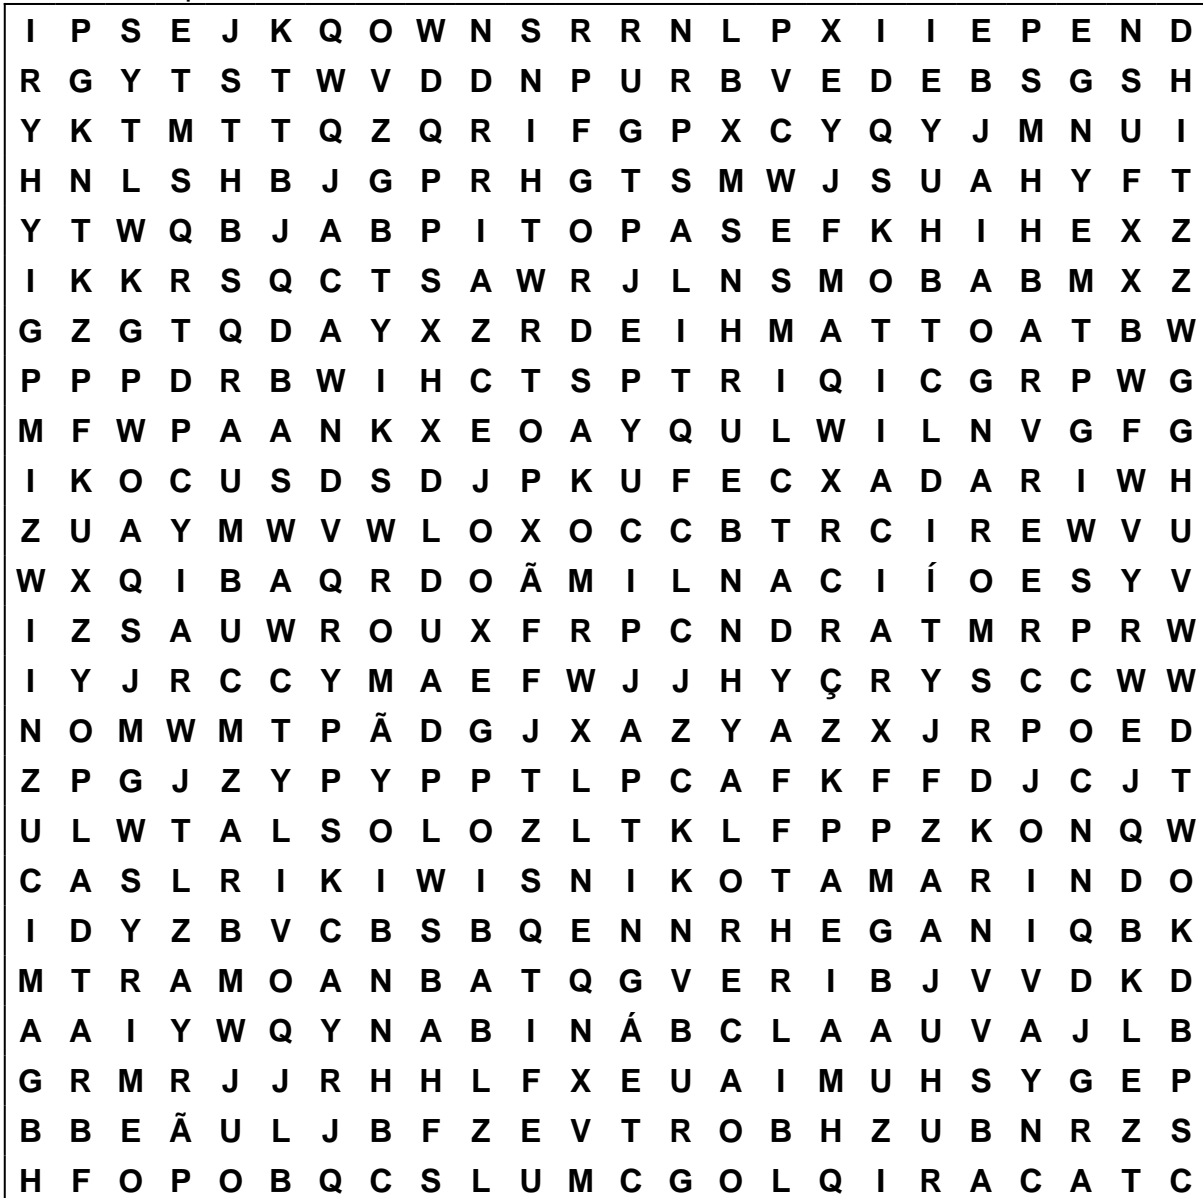 I P S E J K Q O W N S R R N L P X I I E P E N D
R G Y T S T W V D D N P U R B V E D E B S G S H
Y K T M T T Q Z Q R I F G P X C Y Q Y J M N U I
H N L S H B J G P R H G T S M W J S U A H Y F T
Y T W Q B J A B P I T O P A S E F K H I H E X Z
I K K R S Q C T S A W R J L N S M O B A B M X Z
G Z G T Q D A Y X Z R D E I H M A T T O A T B W
P P P D R B W I H C T S P T R I Q I C G R P W G
M F W P A A N K X E O A Y Q U L W I L N V G F G
I K O C U S D S D J P K U F E C X A D A R I W H
Z U A Y M W V W L O X O C C B T R C I R E W V U
W X Q I B A Q R D O Ã M I L N A C I Í O E S Y V
I Z S A U W R O U X F R P C N D R A T M R P R W
I Y J R C C Y M A E F W J J H Y Ç R Y S C C W W
N O M W M T P Ã D G J X A Z Y A Z X J R P O E D
Z P G J Z Y P Y P P T L P C A F K F F D J C J T
U L W T A L S O L O Z L T K L F P P Z K O N Q W
C A S L R I K I W I S N I K O T A M A R I N D O
I D Y Z B V C B S B Q E N N R H E G A N I Q B K
M T R A M O A N B A T Q G V E R I B J V V D K D
A A I Y W Q Y N A B I N Á B C L A A U V A J L B
G R M R J J R H H L F X E U A I M U H S Y G E P
B B E Ã U L J B F Z E V T R O B H Z U B N R Z S
H F O P O B Q C S L U M C G O L Q I R A C A T C